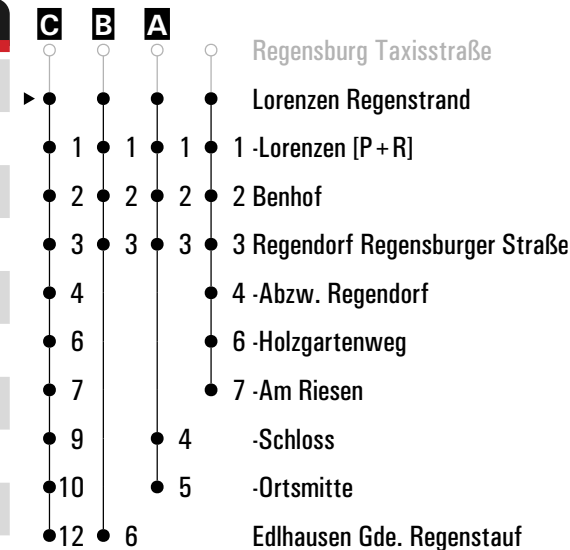 C B A
Regensburg Taxisstraße
Lorenzen Regenstrand
1 1 1 1 -Lorenzen [P+R]
2 2 2 2 Benhof
3 3 3 3 Regendorf Regensburger Straße
4 4 -Abzw. Regendorf
6 6 -Holzgartenweg
7 7 -Am Riesen
9 4 -Schloss
10 5 -Ortsmitte
12 6 Edlhausen Gde. Regenstauf